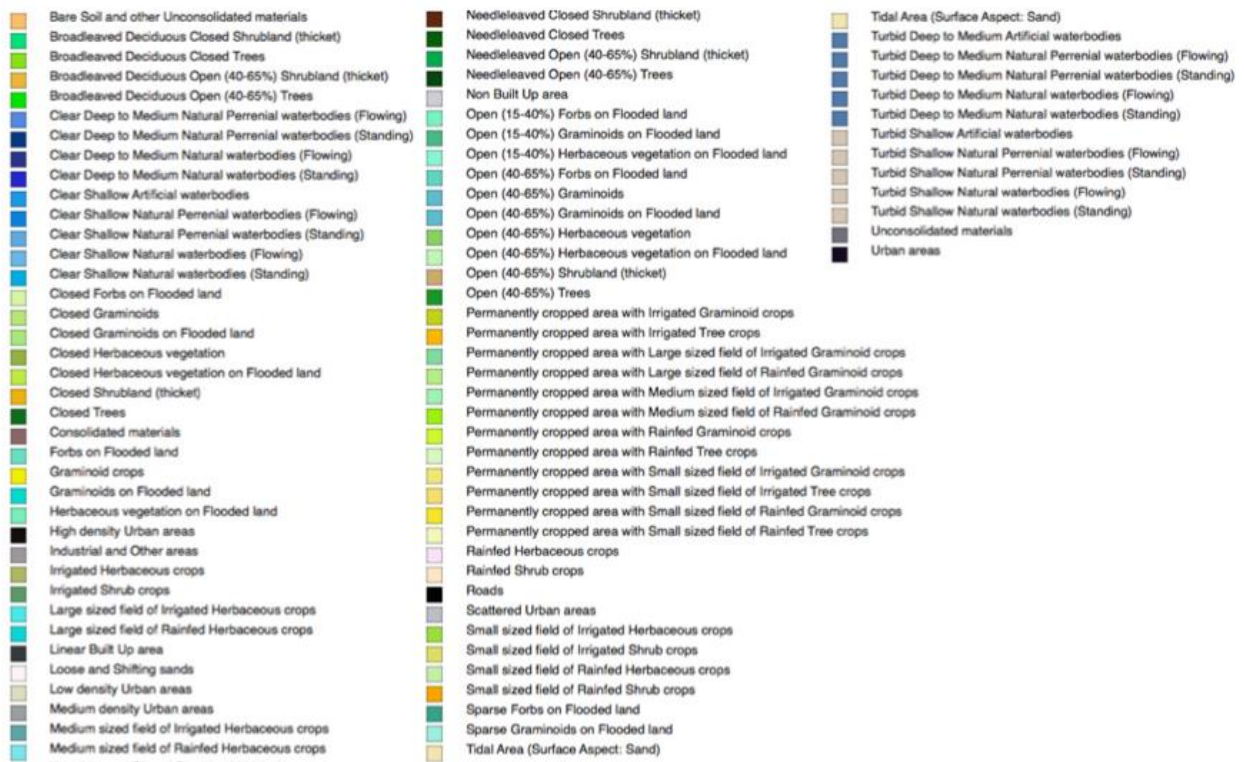 Bare Soil and other Unconsolidated materials
Broadleaved Deciduous Closed Shrubland (thicket)
Broadleaved Deciduous Closed Trees
Broadleaved Deciduous Open (40-65%) Shrubland (thicket)
Broadleaved Deciduous Open (40-65%) Trees
Clear Deep to Medium Natural Perrenial waterbodies (Flowing)
Clear Deep to Medium Natural Perrenial waterbodies (Standing)
Clear Deep to Medium Natural waterbodies (Flowing)
Clear Deep to Medium Natural waterbodies (Standing)
Clear Shallow Artificial waterbodies
Clear Shallow Natural Perrenial waterbodies (Flowing)
Clear Shallow Natural Perrenial waterbodies (Standing)
Clear Shallow Natural waterbodies (Flowing)
Clear Shallow Natural waterbodies (Standing)
Closed Forbs on Flooded land
Closed Graminoids
Closed Graminoids on Flooded land
Closed Herbaceous vegetation
Closed Herbaceous vegetation on Flooded land
Closed Shrubland (thicket)
Closed Trees
Consolidated materials
Forbs on Flooded land
Graminoid crops
Graminoids on Flooded land
Herbaceous vegetation on Flooded land
High density Urban areas
Industrial and Other areas
Irrigated Herbaceous crops
Irrigated Shrub crops
Large sized field of Irrigated Herbaceous crops
Large sized field of Rainfed Herbaceous crops
Linear Built Up area
Loose and Shifting sands
Low density Urban areas
Medium density Urban areas
Medium sized field of Irrigated Herbaceous crops
Medium sized field of Rainfed Herbaceous crops
Needleleaved Closed Shrubland (thicket)
Needleleaved Closed Trees
Needleleaved Open (40-65%) Shrubland (thicket)
Needleleaved Open (40-65%) Trees
Non Built Up area
Open (15-40%) Forbs on Flooded land
Open (15-40%) Graminoids on Flooded land
Open (15-40%) Herbaceous vegetation on Flooded land
Open (40-65%) Forbs on Flooded land
Open (40-65%) Graminoids
Open (40-65%) Graminoids on Flooded land
Open (40-65%) Herbaceous vegetation
Open (40-65%) Herbaceous vegetation on Flooded land
Open (40-65%) Shrubland (thicket)
Open (40-65%) Trees
Permanently cropped area with Irrigated Graminoid crops
Permanently cropped area with Irrigated Tree crops
Permanently cropped area with Large sized field of Irrigated Graminoid crops
Permanently cropped area with Large sized field of Rainfed Graminoid crops
Permanently cropped area with Medium sized field of Irrigated Graminoid crops
Permanently cropped area with Medium sized field of Rainfed Graminoid crops
Permanently cropped area with Rainfed Graminoid crops
Permanently cropped area with Rainfed Tree crops
Permanently cropped area with Small sized field of Irrigated Graminoid crops
Permanently cropped area with Small sized field of Irrigated Tree crops
Permanently cropped area with Small sized field of Rainfed Graminoid crops
Permanently cropped area with Small sized field of Rainfed Tree crops
Rainfed Herbaceous crops
Rainfed Shrub crops
Roads
Scattered Urban areas
Small sized field of Irrigated Herbaceous crops
Small sized field of Irrigated Shrub crops
Small sized field of Rainfed Herbaceous crops
Small sized field of Rainfed Shrub crops
Sparse Forbs on Flooded land
Sparse Graminoids on Flooded land
Tidal Area (Surface Aspect: Sand)
Tidal Area (Surface Aspect: Sand)
Turbid Deep to Medium Artificial waterbodies
Turbid Deep to Medium Natural Perrenial waterbodies (Flowing)
Turbid Deep to Medium Natural Perrenial waterbodies (Standing)
Turbid Deep to Medium Natural waterbodies (Flowing)
Turbid Deep to Medium Natural waterbodies (Standing)
Turbid Shallow Artificial waterbodies
Turbid Shallow Natural Perrenial waterbodies (Flowing)
Turbid Shallow Natural Perrenial waterbodies (Standing)
Turbid Shallow Natural waterbodies (Flowing)
Turbid Shallow Natural waterbodies (Standing)
Unconsolidated materials
Urban areas